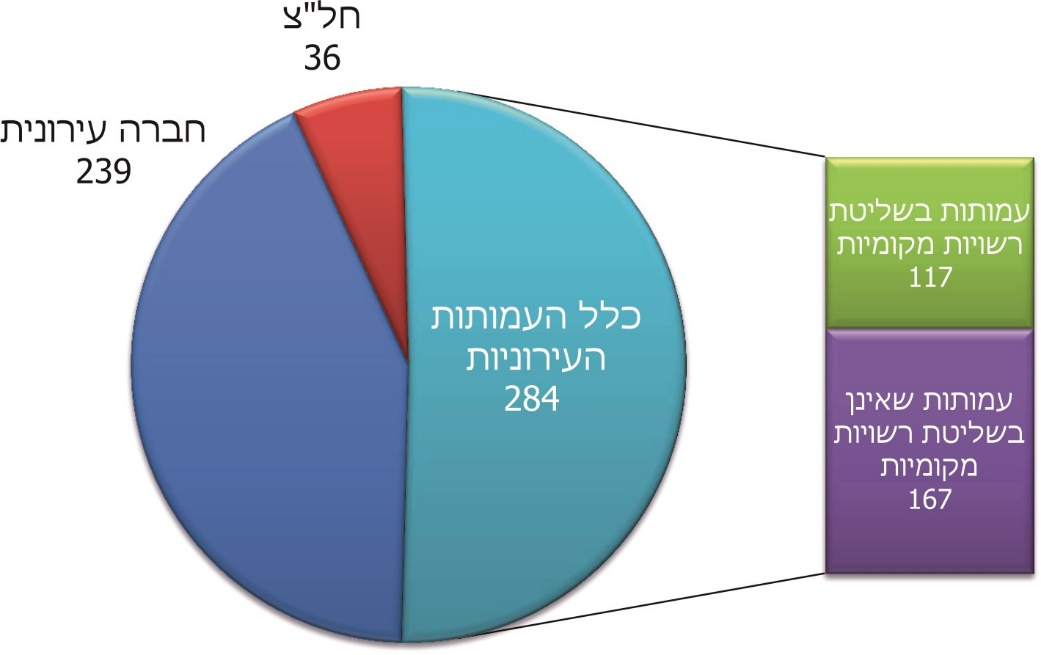 חל"צ
36
חברה עירונית
239
כלל העמותות
העירוניות
284
עמותות בשליטת
רשויות מקומיות
117
עמותות שאינן
בשליטת רשויות
מקומיות
167